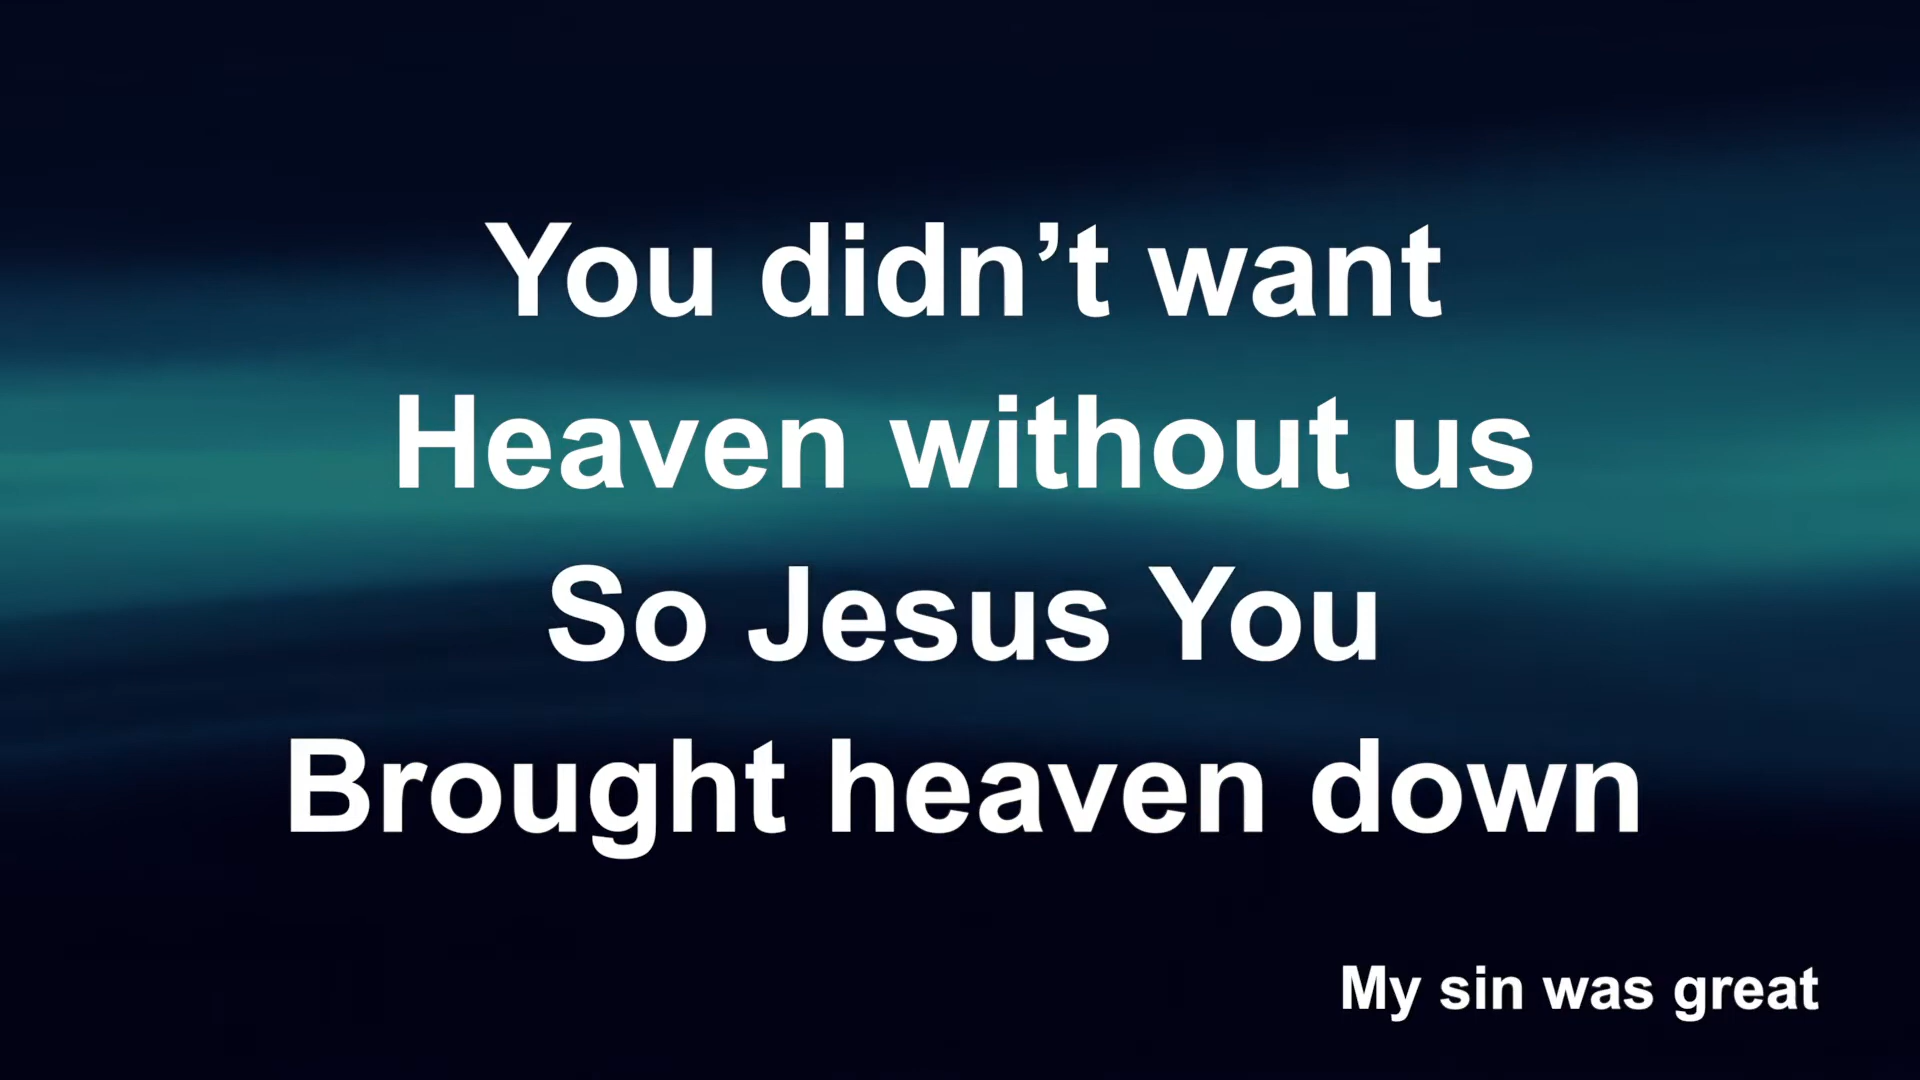 You didn’t want
Heaven without us
So Jesus You
Brought heaven down
My sin was great